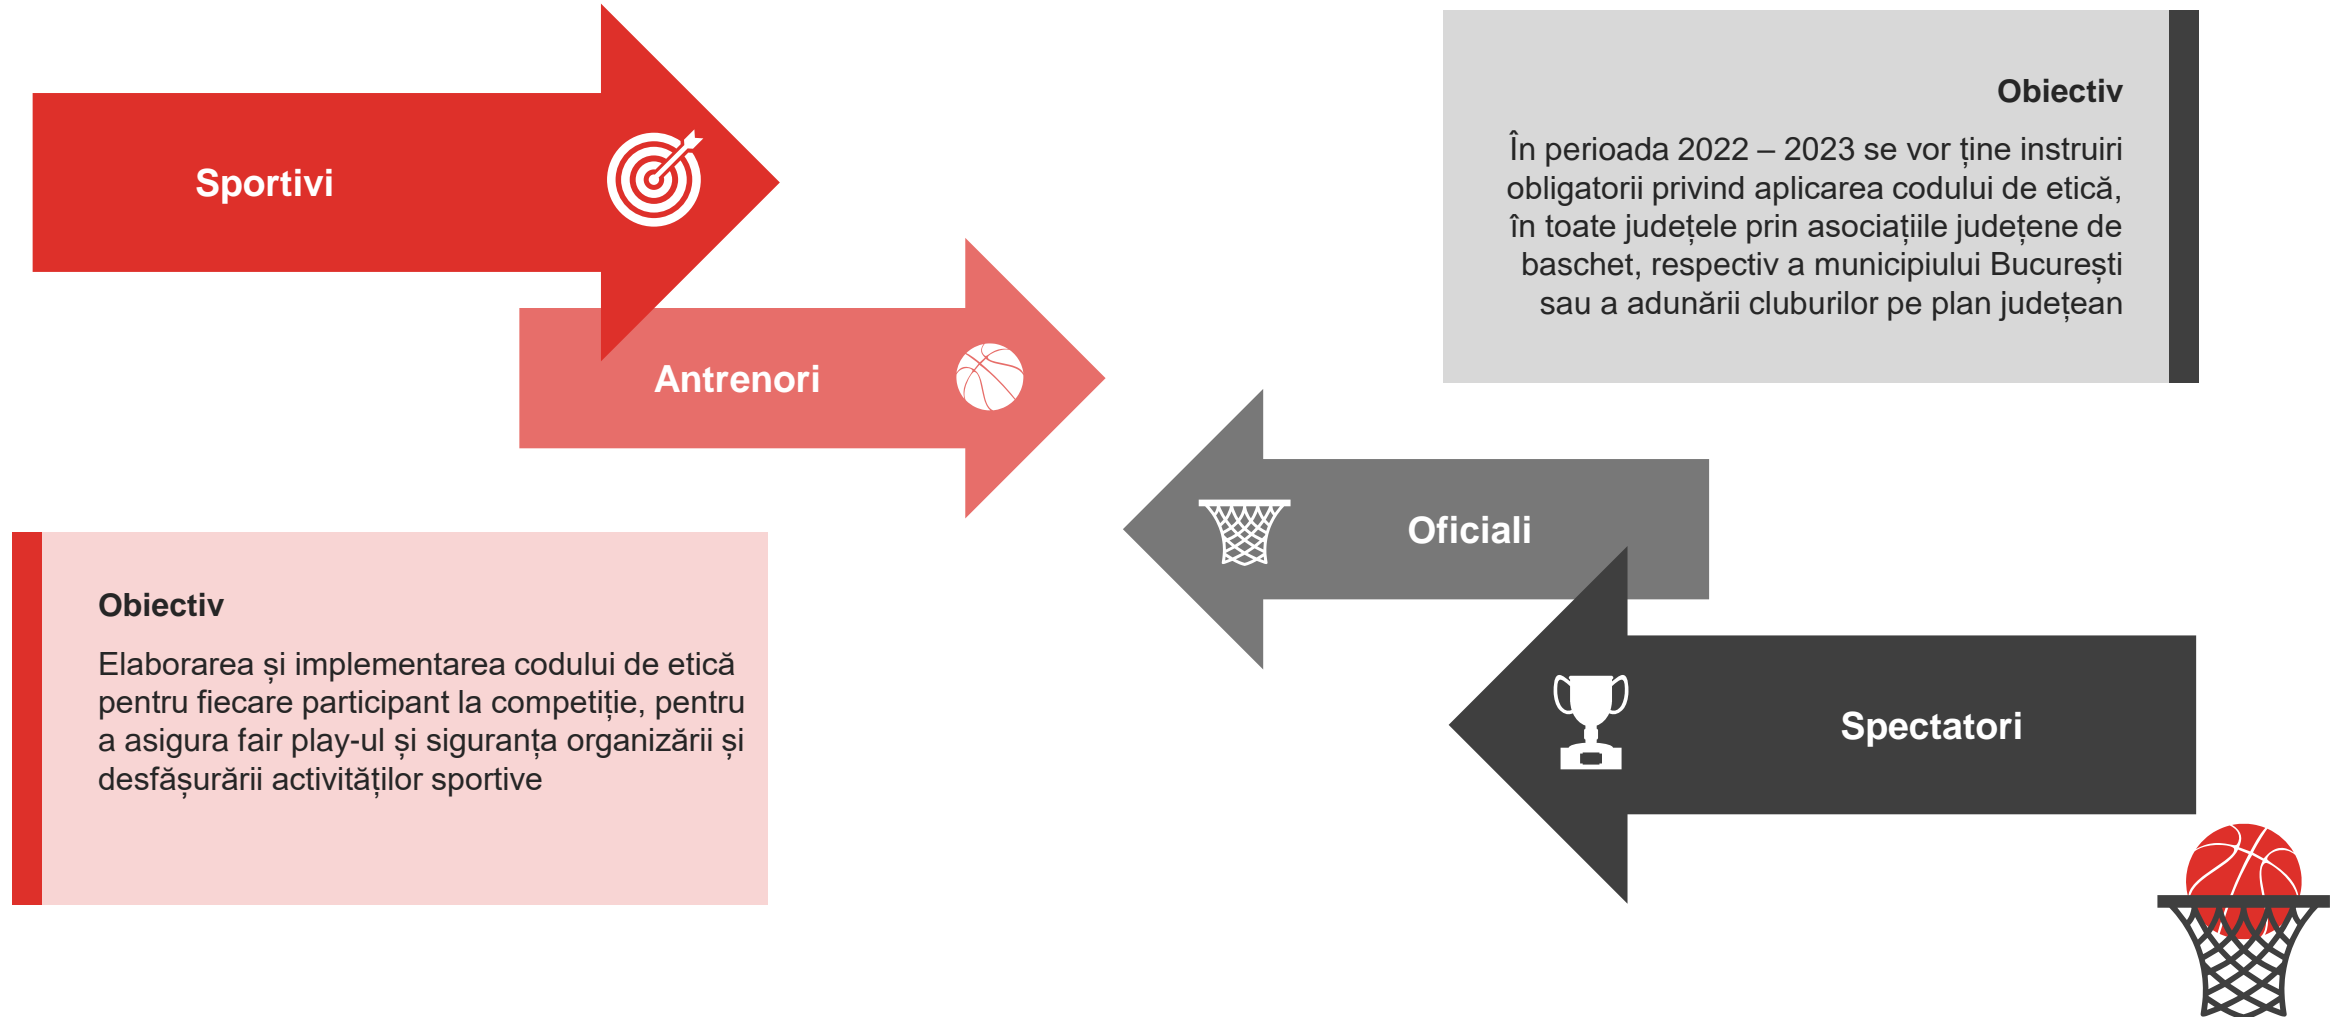 Sportivi
Antrenori
Obiectiv
În perioada 2022 – 2023 se vor ține instruiri
obligatorii privind aplicarea codului de etică,
în toate județele prin asociațiile județene de
baschet, respectiv a municipiului București
sau a adunării cluburilor pe plan județean
Oficiali
Spectatori
Obiectiv
Elaborarea și implementarea codului de etică
pentru fiecare participant la competiție, pentru
a asigura fair play-ul și siguranța organizării și
desfășurării activităților sportive